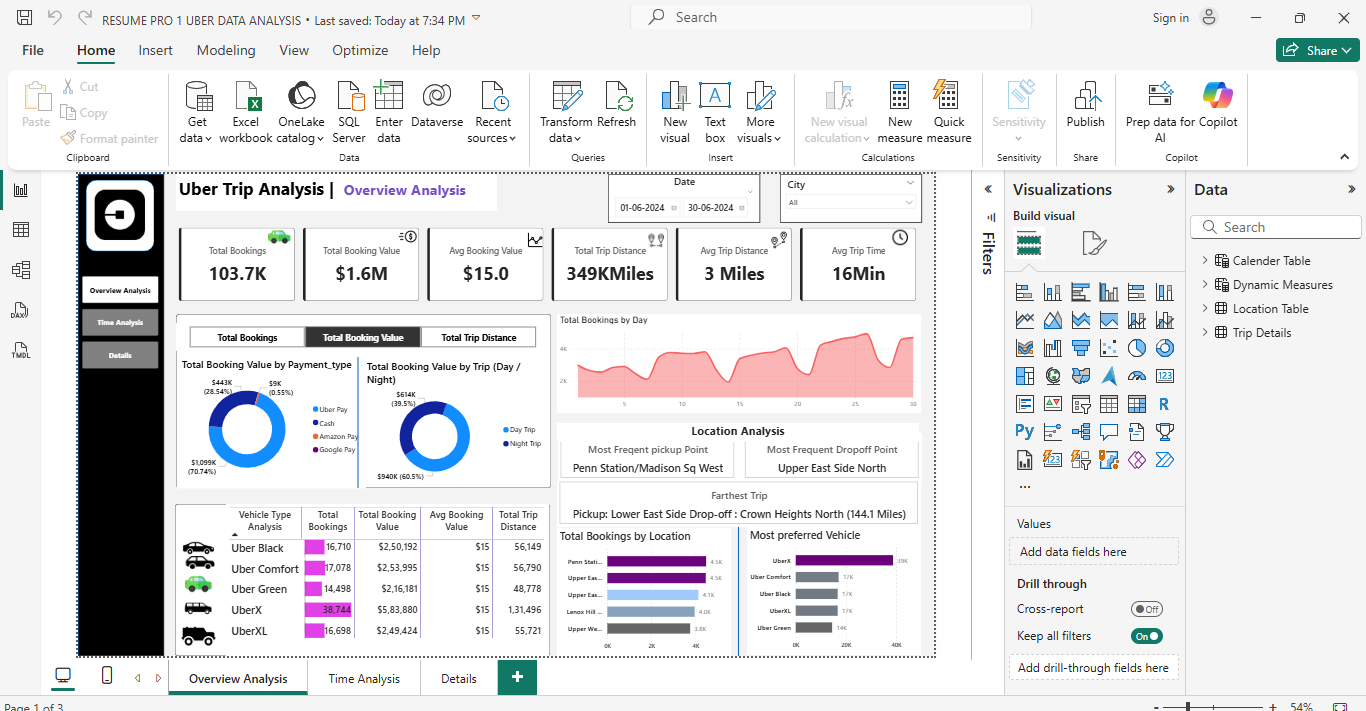 RESUME PRO 1 UBER DATA ANALYSIS • Last saved: Today at 7:34 PM
Search
Sign in
File Home Insert Modeling View Optimize Help
Share
Paste
Cut
Copy
Format painter
Clipboard
Get data
Excel workbook
OneLake catalog
SQL Server
Enter data
Dataverse
Recent sources
Data
Transform data
Refresh
Queries
New visual
Text box
More visuals
Insert
New visual calculation
New measure
Quick measure
Calculations
Sensitivity
Sensitivity
Publish
Share
Prep data for AI
Copilot
Copilot
Uber Trip Analysis | Overview Analysis
Date
01-06-2024 30-06-2024
City
All
Overview Analysis
Time Analysis
Details
Total Bookings
103.7K
Total Booking Value
$1.6M
Avg Booking Value
$15.0
Total Trip Distance
349KMiles
Avg Trip Distance
3 Miles
Avg Trip Time
16Min
Total Bookings Total Booking Value Total Trip Distance
Total Booking Value by Payment_type
$443K
(28.54%)
$9K
(0.55%)
$1,099K
(70.74%)
Uber Pay
Cash
Amazon Pay
Google Pay
Total Booking Value by Trip (Day /
Night)
$614K
(39.5%)
$940K (60.5%)
Day Trip
Night Trip
Total Bookings by Day
4K
2K
5 10 15 20 25 30
Location Analysis
Most Freqent pickup Point
Penn Station/Madison Sq West
Most Frequent Dropoff Point
Upper East Side North
Farthest Trip
Pickup: Lower East Side Drop-off : Crown Heights North (144.1 Miles)
Vehicle Type Analysis
Total Bookings
Total Booking Value
Avg Booking Value
Total Trip Distance
Uber Black 16,710 $2,50,192 $15 56,149
Uber Comfort 17,078 $2,53,995 $15 56,790
Uber Green 14,498 $2,16,181 $15 48,778
UberX 38,744 $5,83,880 $15 1,31,496
UberXL 16,698 $2,49,424 $15 55,721
Total Bookings by Location
Penn Stati... 4.5K
Upper Eas... 4.5K
Upper Eas... 4.1K
Lenox Hill ... 4.0K
Upper We... 3.8K
0K 2K 4K
Most preferred Vehicle
UberX 39K
Uber Comfort 17K
Uber Black 17K
UberXL 17K
Uber Green 14K
0K 20K 40K
Filters
Visualizations
Build visual
R
Py
123
123
...
Values
Add data fields here
Drill through
Cross-report Off
Keep all filters On
Add drill-through fields here
Data
Search
Calender Table
Dynamic Measures
Location Table
Trip Details
DAX
TMDL
Overview Analysis Time Analysis Details +
Page 1 of 3
- + 54%